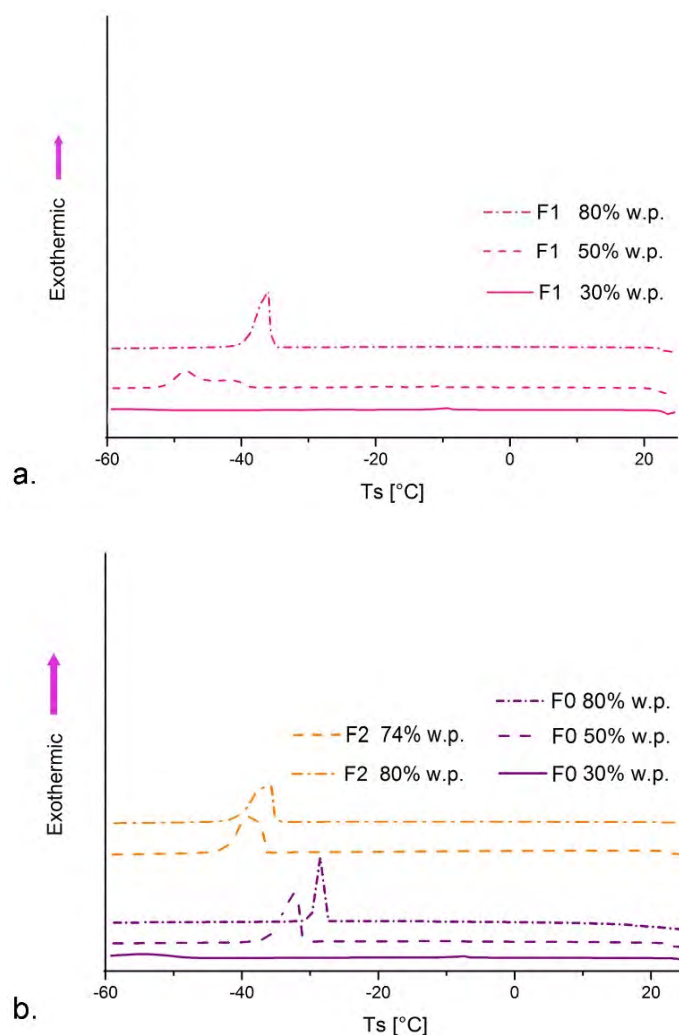 Exothermic
F1 80% w.p.
F1 50% w.p.
F1 30% w.p.
-60 -40 -20 0 20
Ts [°C]
a.
Exothermic
F0 80% w.p.
F2 74% w.p. F0 50% w.p.
F2 80% w.p. F0 30% w.p.
-60 -40 -20 0 20
Ts [°C]
b.